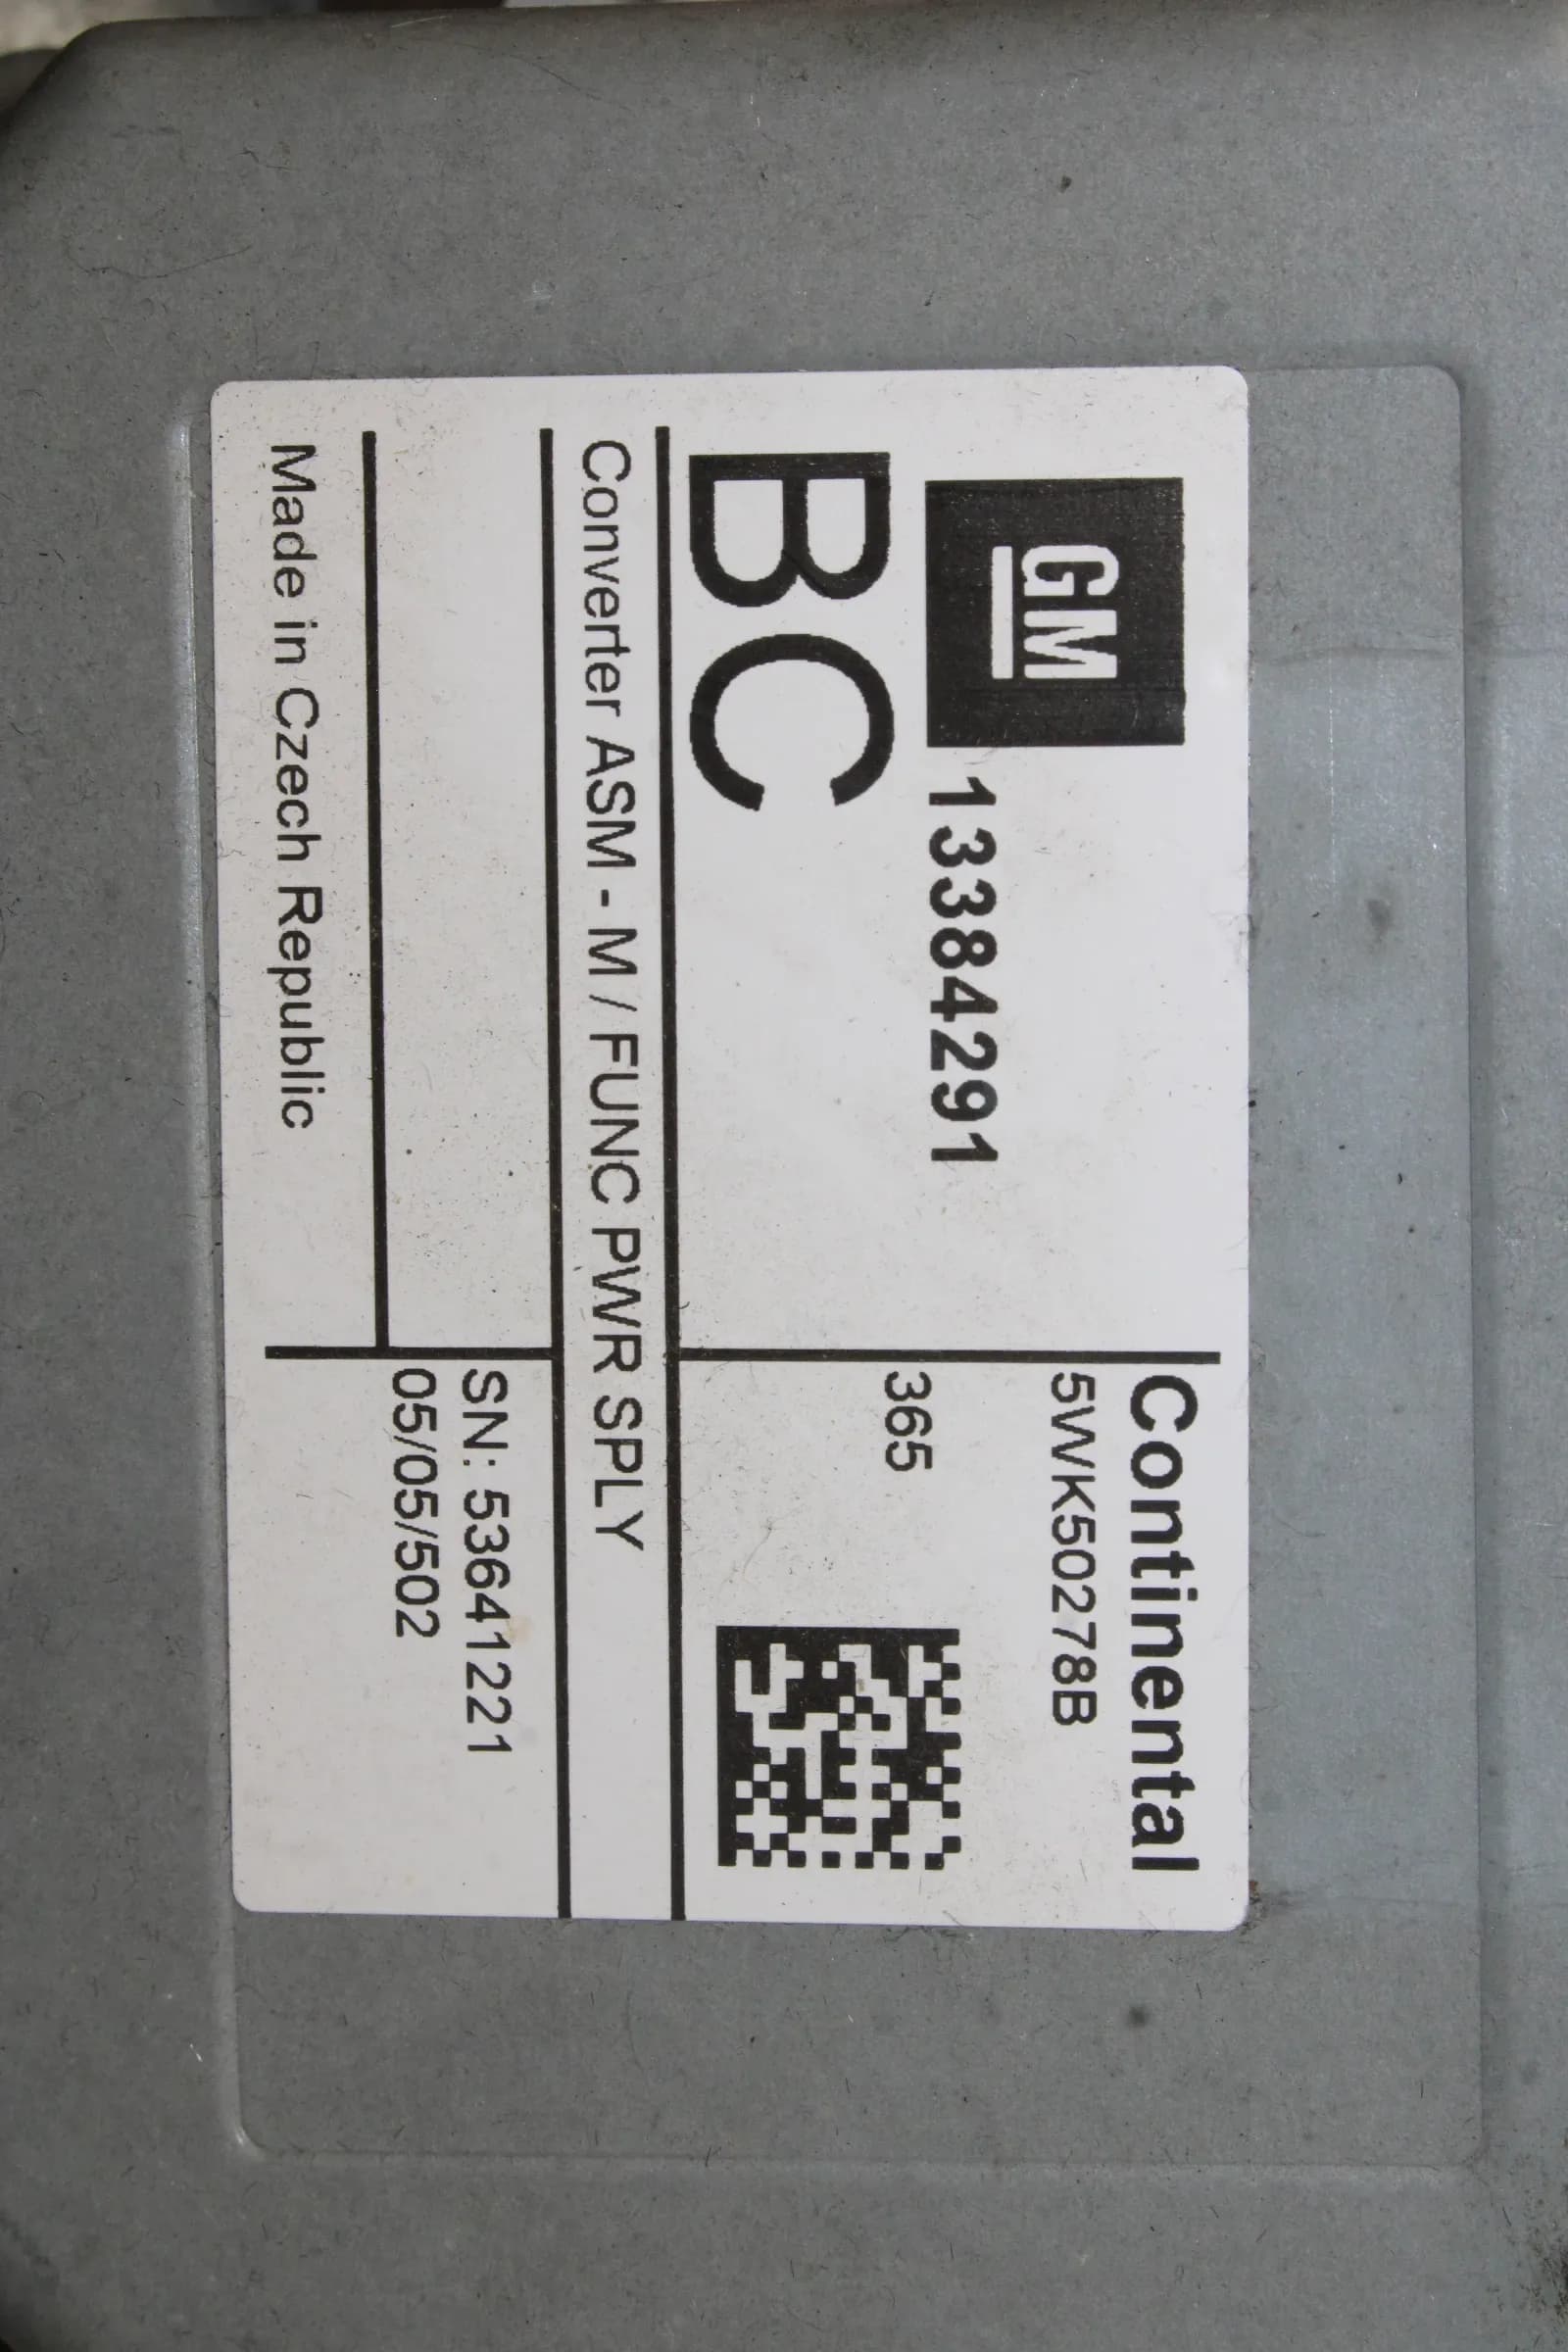 GM
13384291
BC
Continental
5WK50278B
365
Converter ASM - M / FUNC PWR SPLY
SN: 53641221
05/05/502
Made in Czech Republic